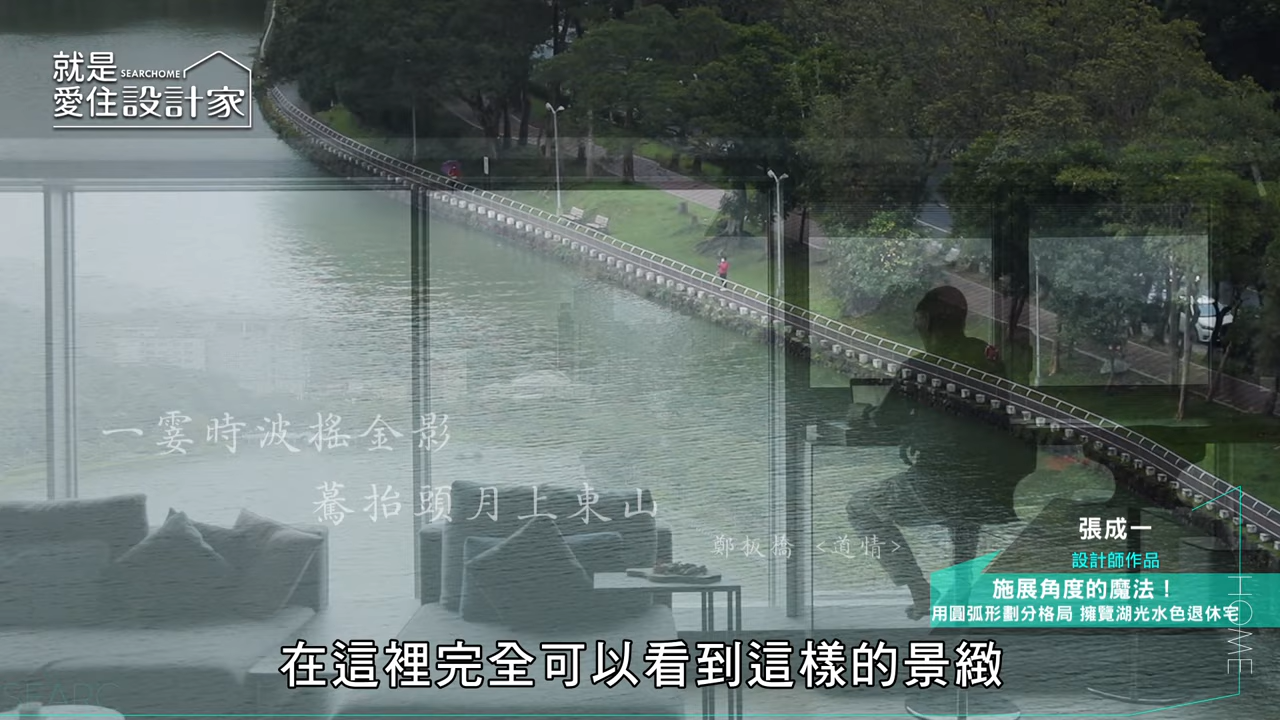 就是
SEARCHOME
愛住設計家
一霎時波搖金影
驀抬頭月上東山
鄭板橋 <道情>
張成一
設計師作品
施展角度的魔法！
用圓弧形劃分格局 擁覽湖光水色退休宅
HOME
在這裡完全可以看到這樣的景緻
SEARC